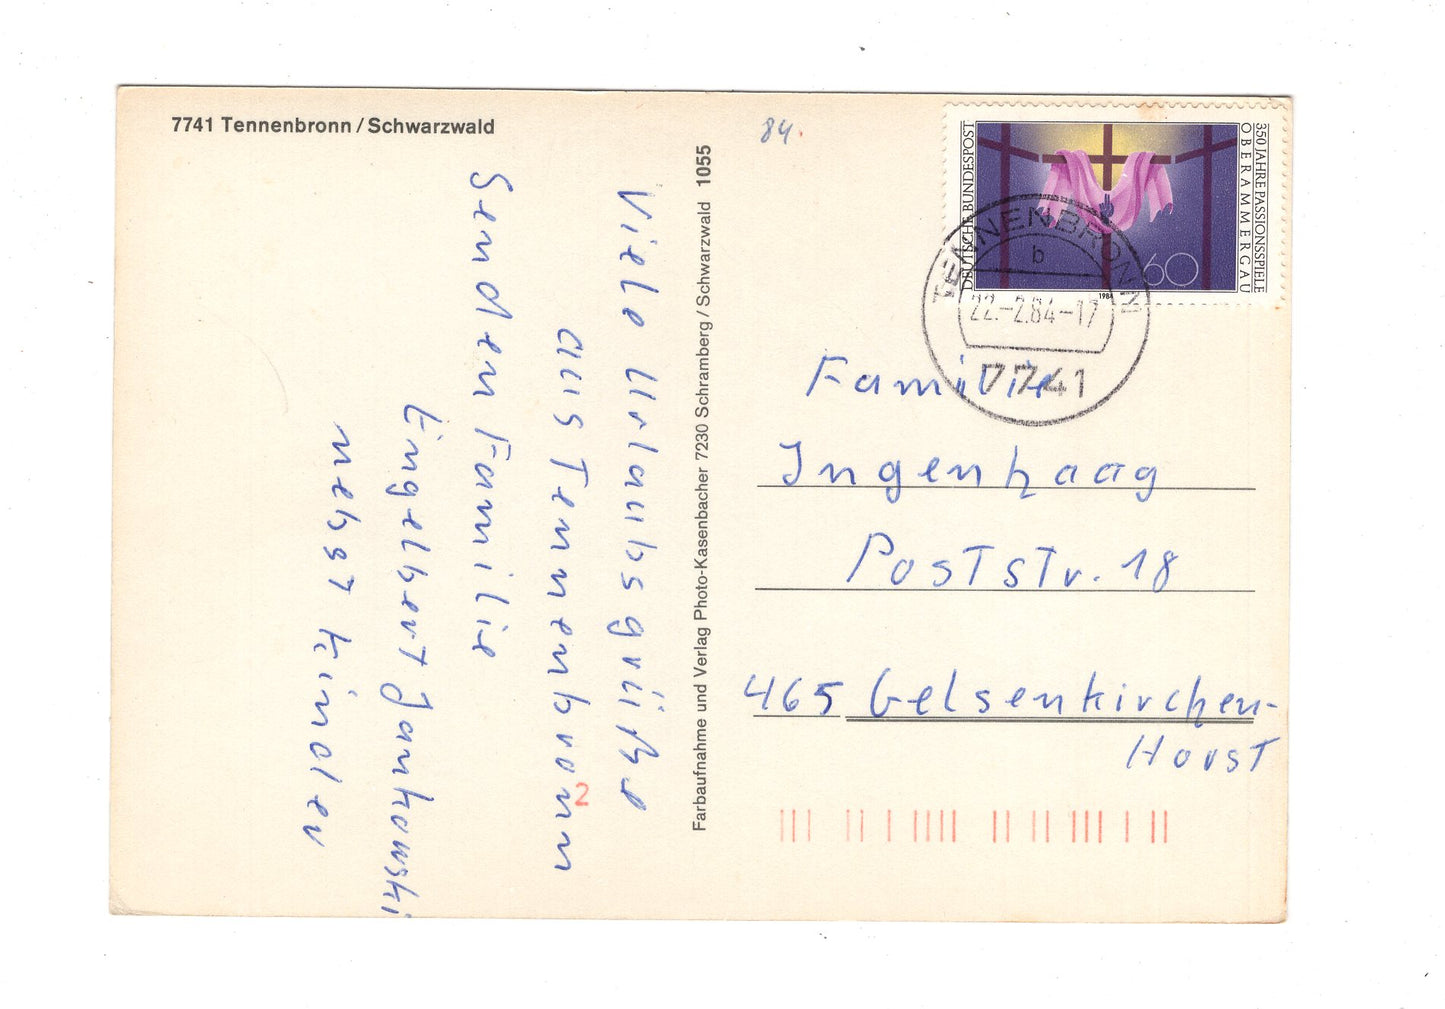 7741 Tennenbronn / Schwarzwald
84.
Viele Urlaubsgrüße
aus Tennenbronn
Senden Familie
Engelbert Jankowski
nebst Kinder
2
Farbaufnahme und Verlag Photo-Kasenbacher 7230 Schramberg / Schwarzwald 1055
DEUTSCHE BUNDESPOST
350 JAHRE PASSIONSSPIELE
OBERAMMERGAU
60
1984
TENNENBRONN
b
22.-2.84-17
7741
Familie
Ingenhaag
Poststr. 18
465 Gelsenkirchen-
Horst